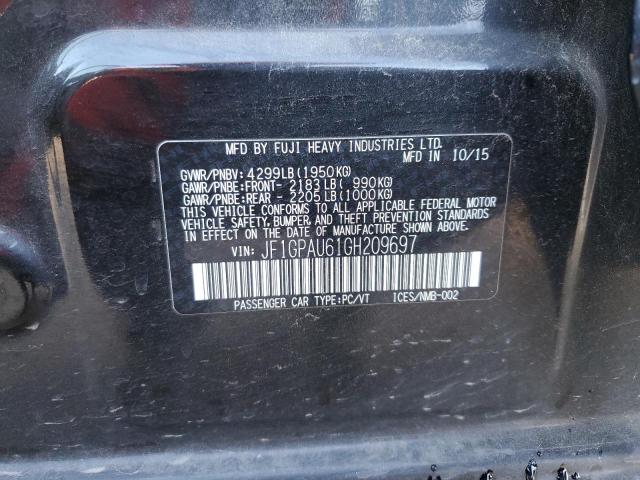 MFD BY FUJI HEAVY INDUSTRIES LTD.
MFD IN 10/15
GVWR/PNBV: 4299LB(1950KG)
GAWR/PNBE:FRONT- 2183LB( 990KG)
GAWR/PNBE:REAR - 2205LB(1000KG)
THIS VEHICLE CONFORMS TO ALL APPLICABLE FEDERAL MOTOR
VEHICLE SAFETY, BUMPER, AND THEFT PREVENTION STANDARDS
IN EFFECT ON THE DATE OF MANUFACTURE SHOWN ABOVE.
VIN: JF1GPAU61GH209697
PASSENGER CAR TYPE:PC/VT ICES/NMB-002